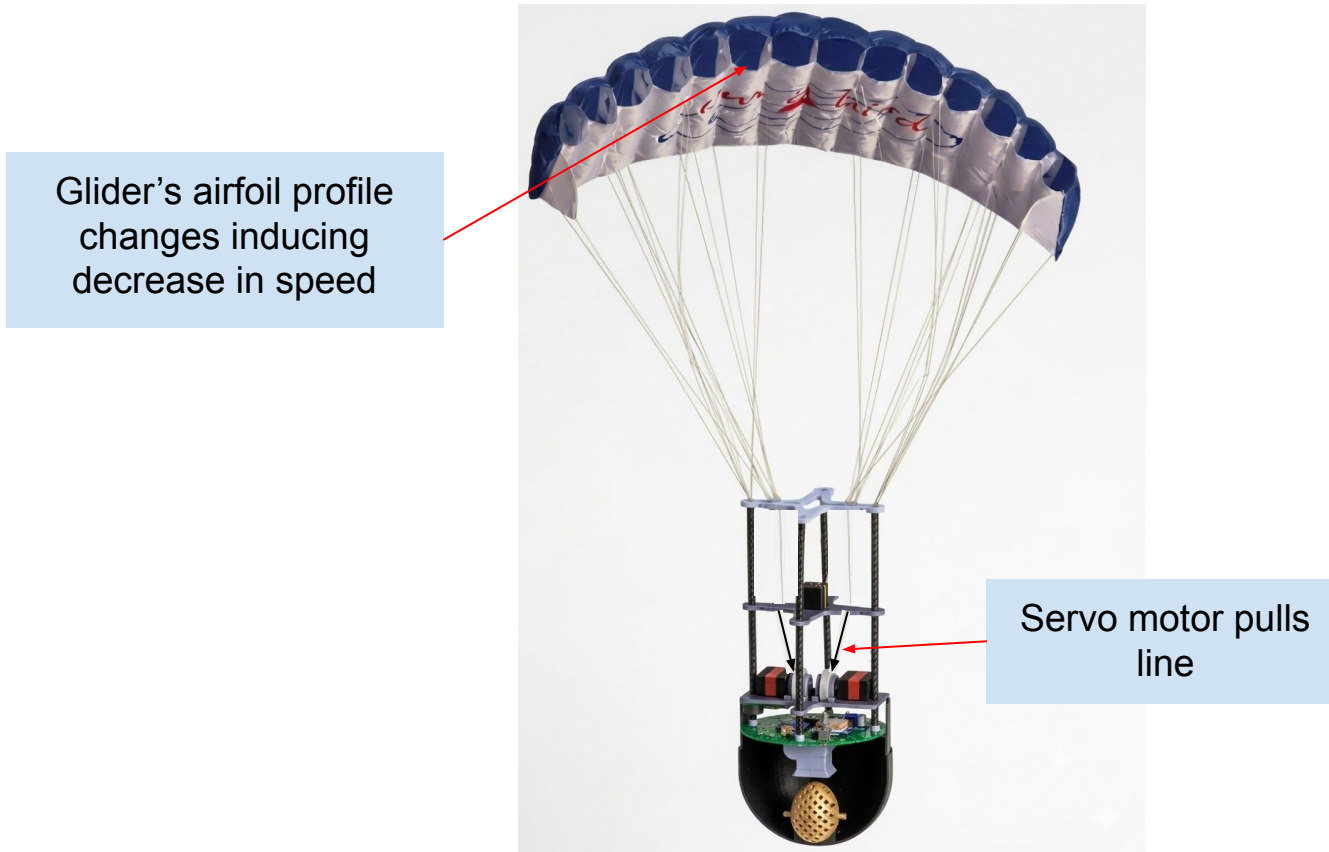 Glider’s airfoil profile
changes inducing
decrease in speed
Servo motor pulls
line